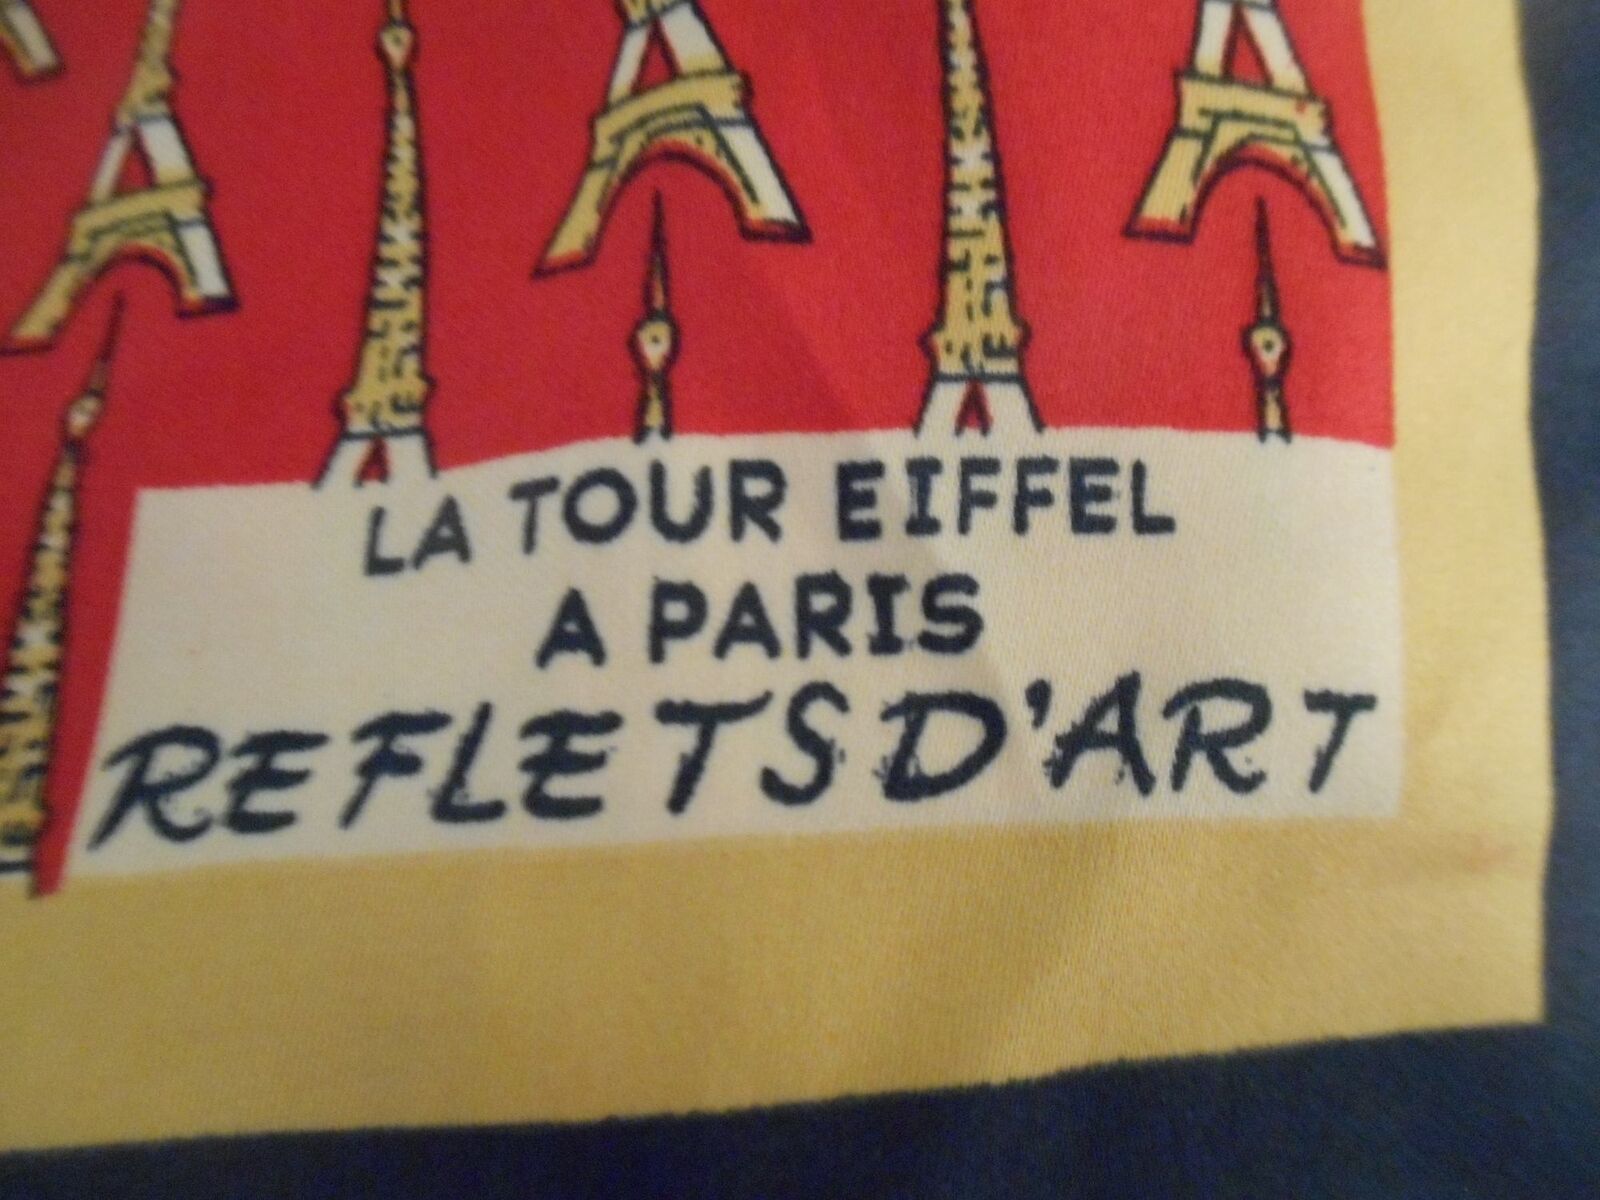 LA TOUR EIFFEL
A PARIS
REFLETS D'ART